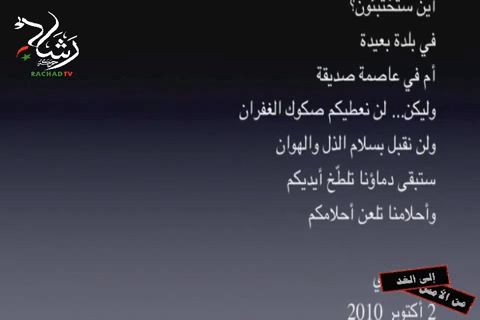 رشاد
RACHAD TV
أين ستختبئون؟
في بلدة بعيدة
أم في عاصمة صديقة
وليكن... لن نعطيكم صكوك الغفران
ولن نقبل بسلام الذل والهوان
ستبقى دماؤنا تلطّخ أيديكم
وأحلامنا تلعن أحلامكم
2 أكتوبر 2010
من الأمس
إلى الغد